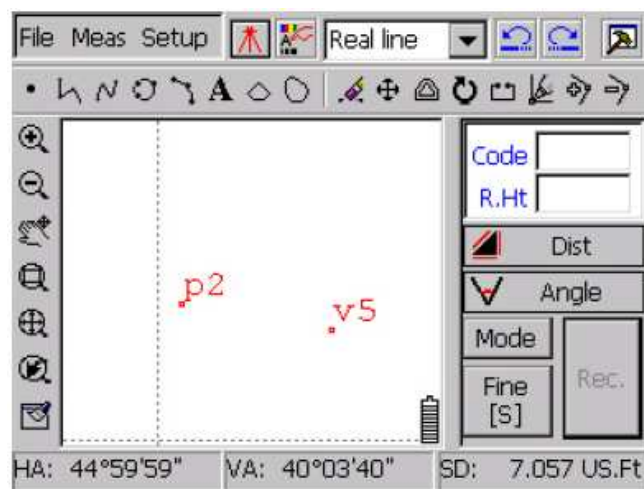 File Meas Setup Real line
A
Code
R.Ht
p2
Dist
v5
Angle
Mode
Rec.
Fine
[S]
HA: 44°59'59" VA: 40°03'40" SD: 7.057 US.Ft